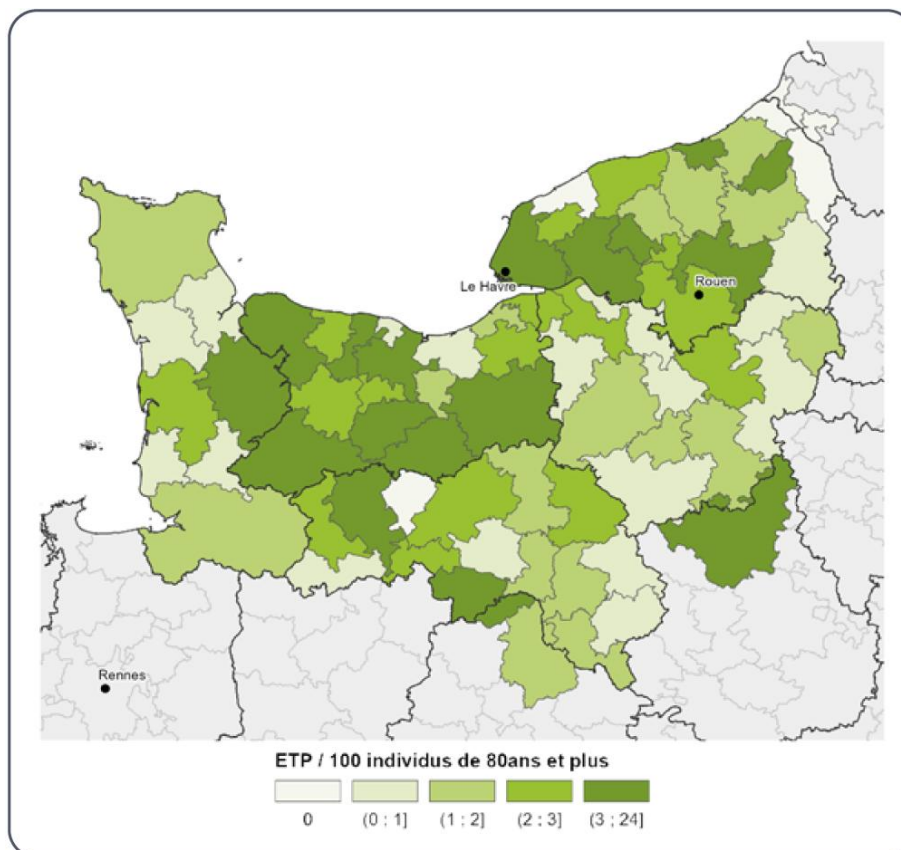 Le Havre
Rouen
Rennes
ETP / 100 individus de 80ans et plus
0
(0 : 1]
(1 : 2]
(2 : 3]
(3 ; 24]